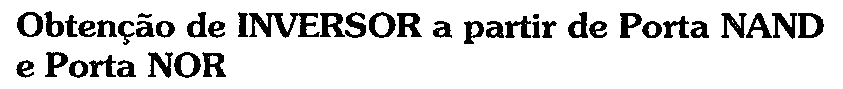 Obtenção de INVERSOR a partir de Porta NAND
e Porta NOR